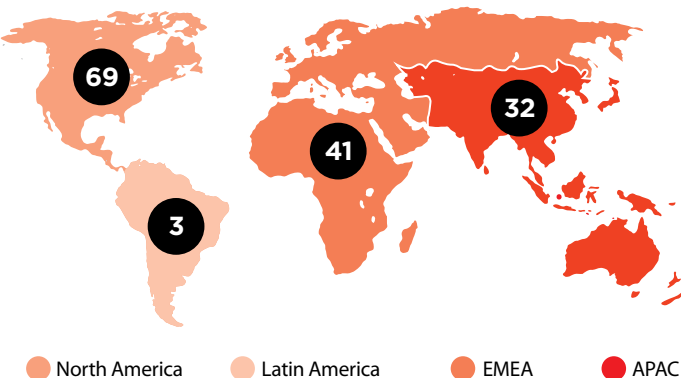 69
32
41
3
North America
Latin America
EMEA
APAC